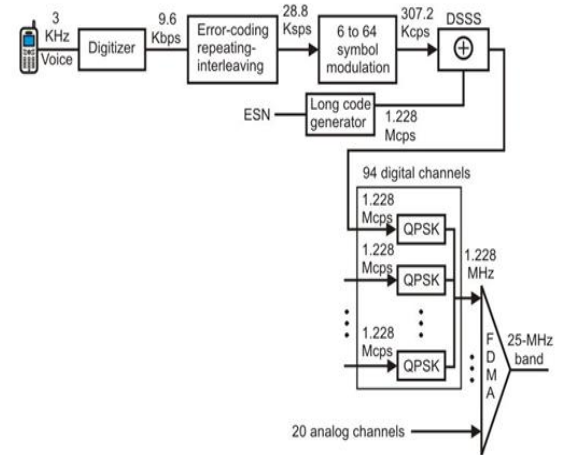 3
KHz
Voice
Digitizer
9.6
Kbps
Error-coding
repeating-
interleaving
28.8
Ksps
6 to 64
symbol
modulation
307.2
Kcps
DSSS
+
ESN
Long code
generator
1.228
Mcps
94 digital channels
1.228
Mcps
QPSK
1.228
Mcps
QPSK
1.228
Mcps
QPSK
1.228
MHz
F
D
M
A
25-MHz
band
20 analog channels